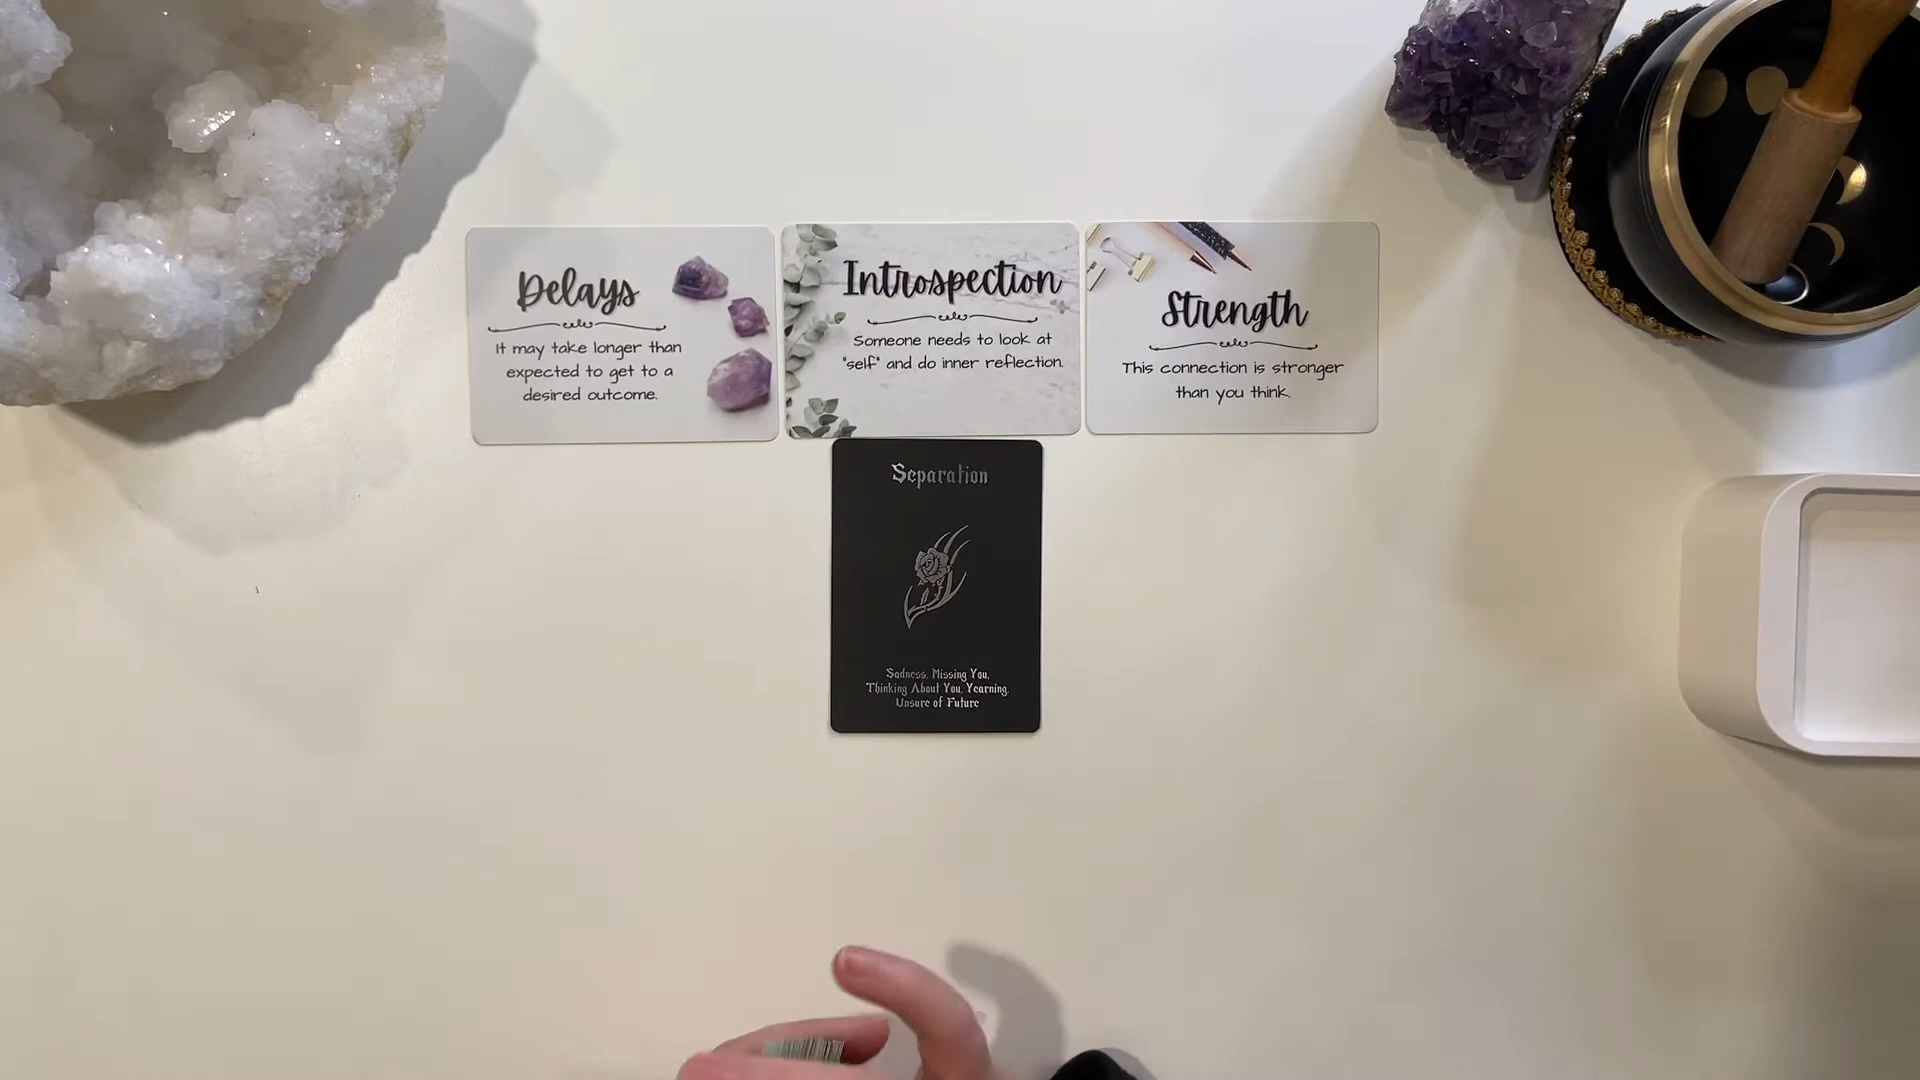 Delays
It may take longer than
expected to get to a
desired outcome.
Introspection
Someone needs to look at
"self" and do inner reflection.
Strength
This connection is stronger
than you think.
Separation
Sadness, Missing You,
Thinking About You, Yearning,
Unsure of Future